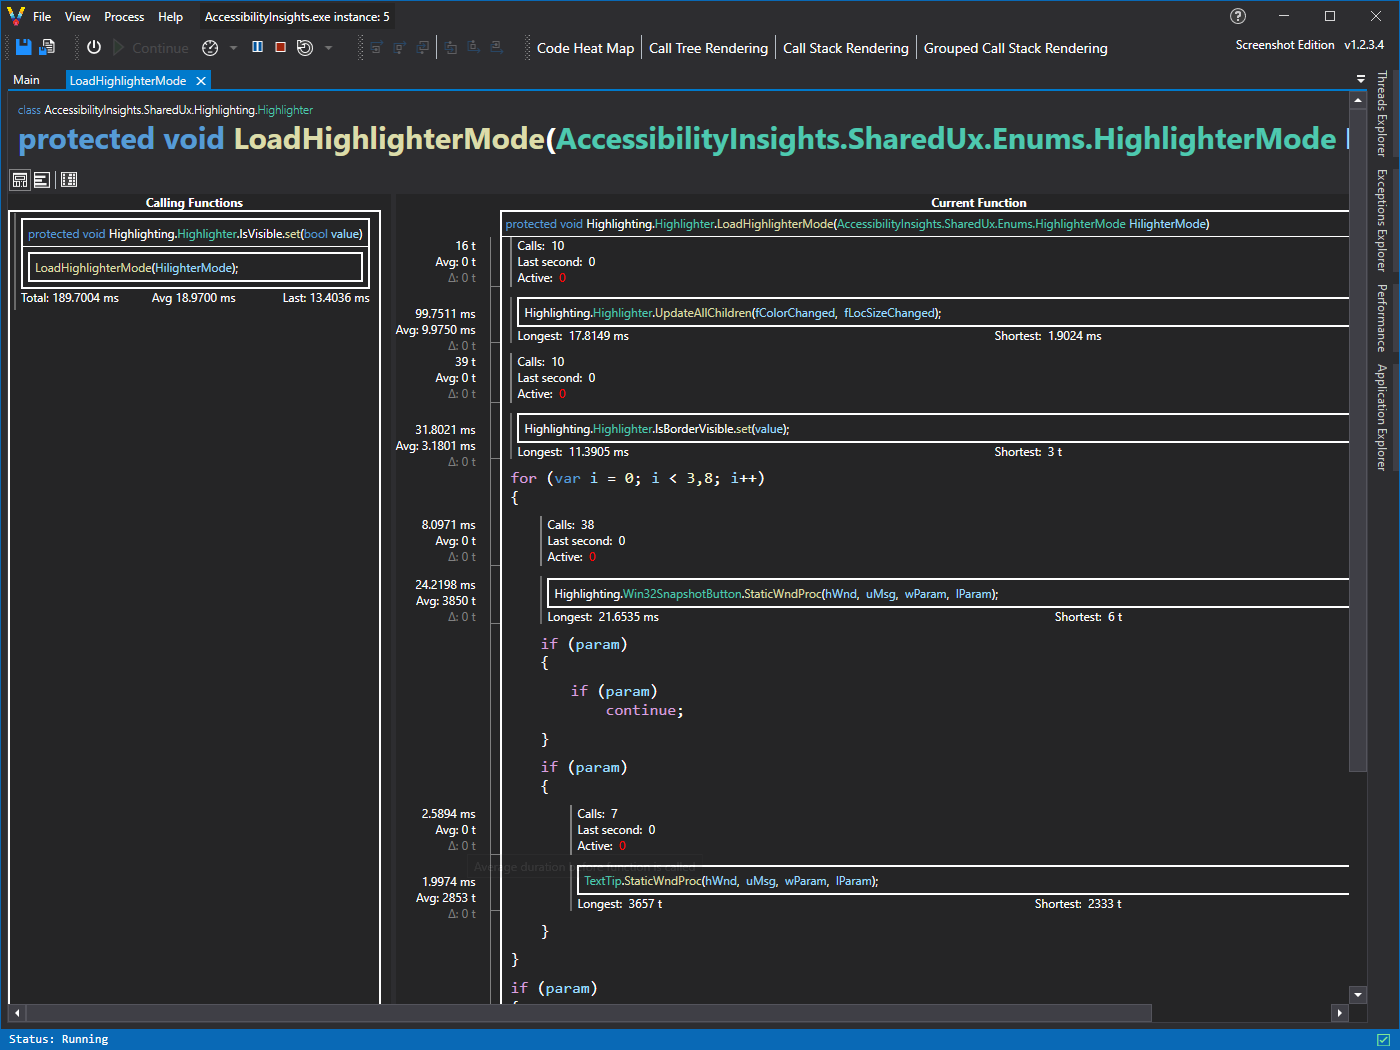 File View Process Help AccessibilityInsights.exe instance: 5
Continue Code Heat Map Call Tree Rendering Call Stack Rendering Grouped Call Stack Rendering Screenshot Edition v1.2.3.4
Main LoadHighlighterMode
class AccessibilityInsights.SharedUx.Highlighting.Highlighter
protected void LoadHighlighterMode(AccessibilityInsights.SharedUx.Enums.HighlighterMode
Calling Functions
protected void Highlighting.Highlighter.IsVisible.set(bool value)
LoadHighlighterMode(HilighterMode);
Total: 189.7004 ms Avg 18.9700 ms Last: 13.4036 ms
Current Function
protected void Highlighting.Highlighter.LoadHighlighterMode(AccessibilityInsights.SharedUx.Enums.HighlighterMode HilighterMode)
16 t Calls: 10
Avg: 0 t Last second: 0
Δ: 0 t Active: 0
99.7511 ms Highlighting.Highlighter.UpdateAllChildren(fColorChanged, fLocSizeChanged);
Avg: 9.9750 ms Longest: 17.8149 ms Shortest: 1.9024 ms
Δ: 0 t
39 t Calls: 10
Avg: 0 t Last second: 0
Δ: 0 t Active: 0
31.8021 ms Highlighting.Highlighter.IsBorderVisible.set(value);
Avg: 3.1801 ms Longest: 11.3905 ms Shortest: 3 t
Δ: 0 t
for (var i = 0; i < 3,8; i++)
{
8.0971 ms Calls: 38
Avg: 0 t Last second: 0
Δ: 0 t Active: 0
24.2198 ms Highlighting.Win32SnapshotButton.StaticWndProc(hWnd, uMsg, wParam, lParam);
Avg: 3850 t Longest: 21.6535 ms Shortest: 6 t
Δ: 0 t
if (param)
{
if (param)
continue;
}
if (param)
{
2.5894 ms Calls: 7
Avg: 0 t Last second: 0
Δ: 0 t Active: 0
Average duration before function is called
1.9974 ms TextTip.StaticWndProc(hWnd, uMsg, wParam, lParam);
Avg: 2853 t Longest: 3657 t Shortest: 2333 t
Δ: 0 t
}
}
if (param)
Threads Explorer
Exceptions Explorer
Performance
Application Explorer
Status: Running